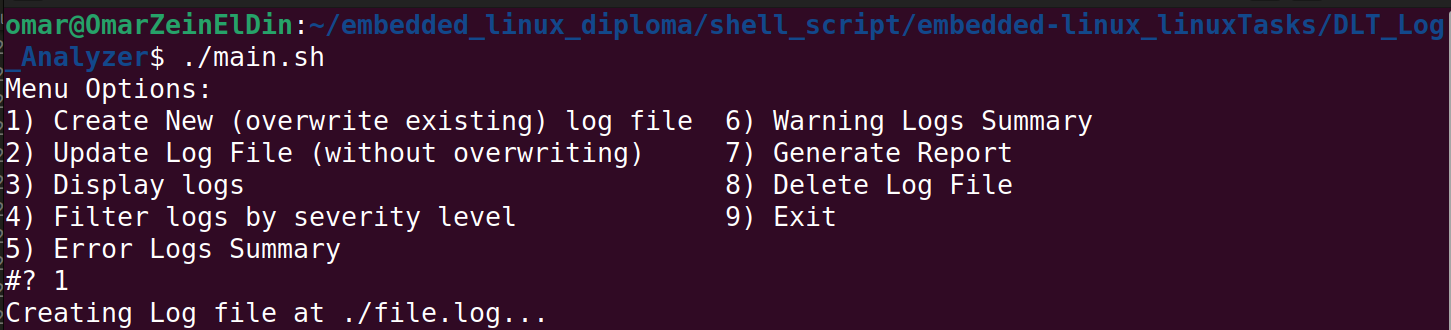 omar@OmarZeinElDin:~/embedded_linux_diploma/shell_script/embedded-linux_linuxTasks/DLT_Log
_Analyzer$ ./main.sh
Menu Options:
1) Create New (overwrite existing) log file  6) Warning Logs Summary
2) Update Log File (without overwriting)     7) Generate Report
3) Display logs                              8) Delete Log File
4) Filter logs by severity level             9) Exit
5) Error Logs Summary
#? 1
Creating Log file at ./file.log...